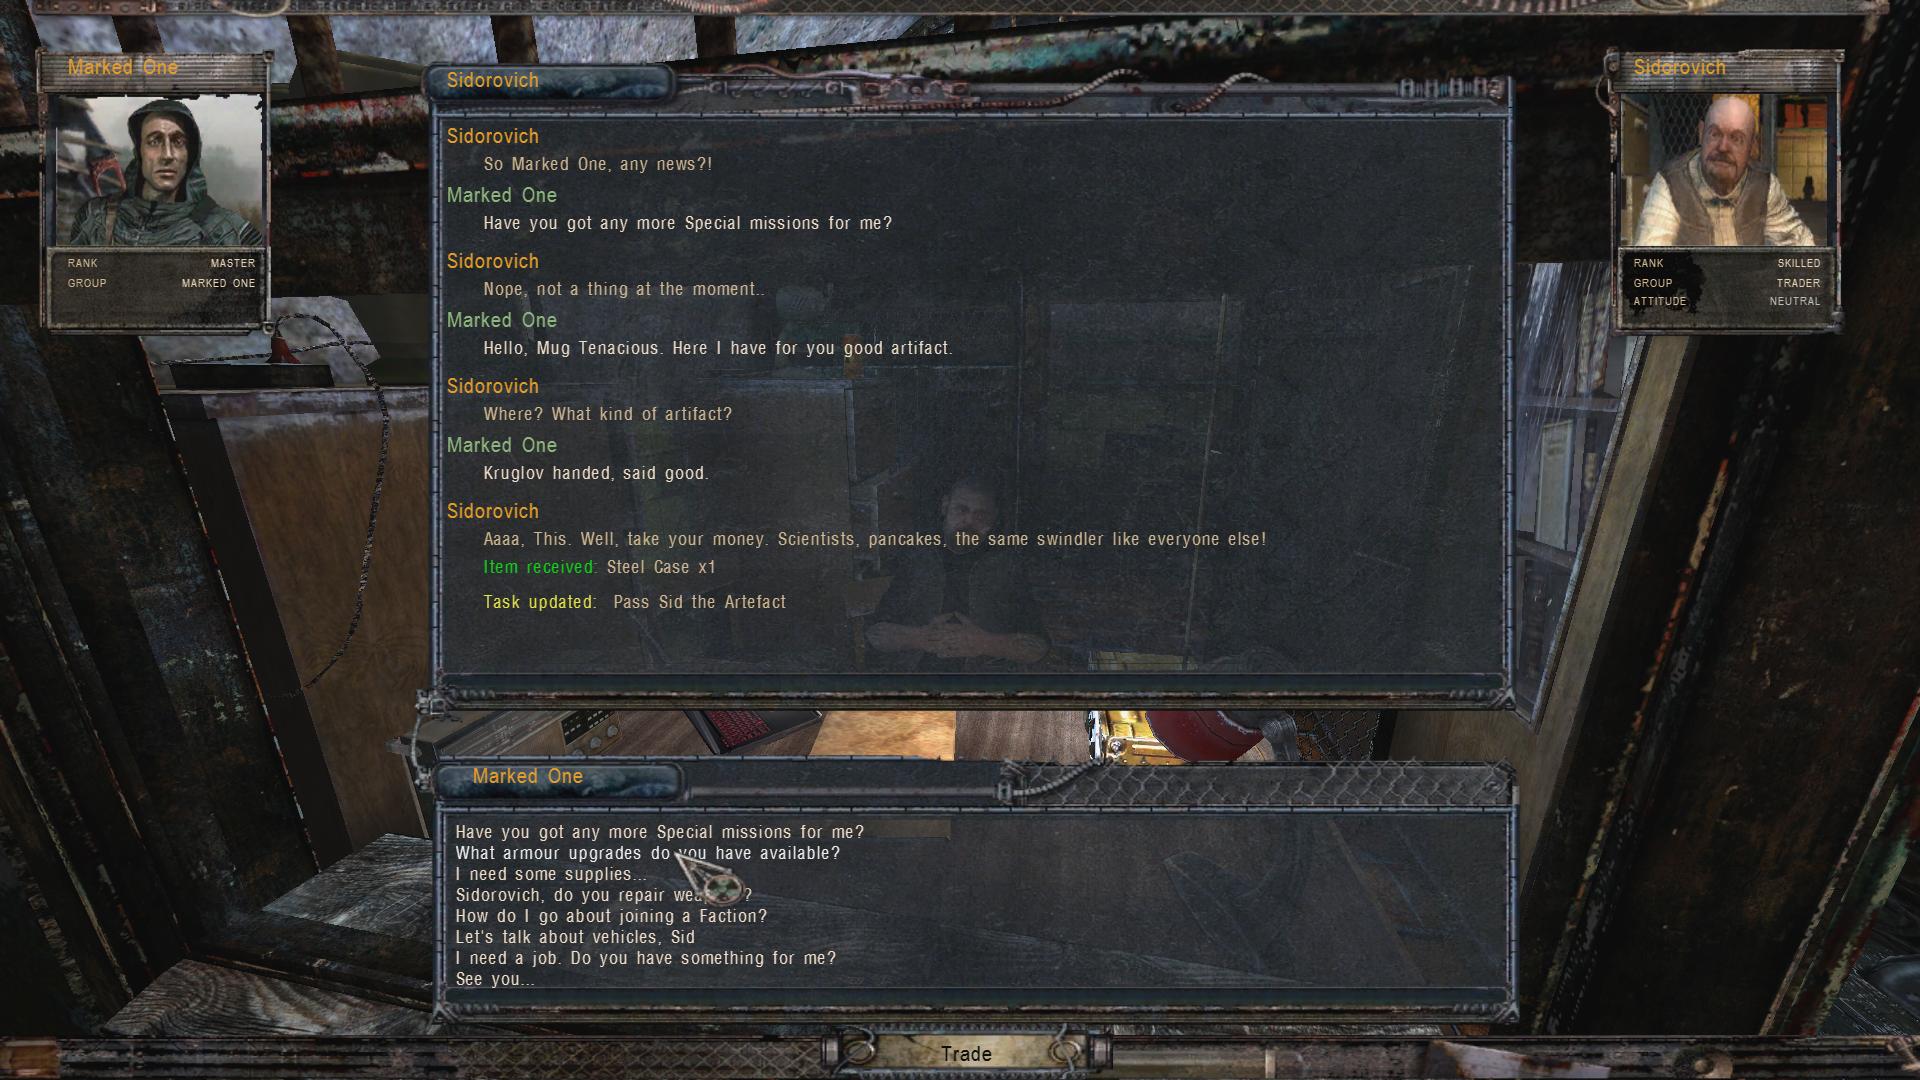 Marked One
RANK MASTER
GROUP MARKED ONE
Sidorovich
Sidorovich
So Marked One, any news?!
Marked One
Have you got any more Special missions for me?
Sidorovich
Nope, not a thing at the moment..
Marked One
Hello, Mug Tenacious. Here I have for you good artifact.
Sidorovich
Where? What kind of artifact?
Marked One
Kruglov handed, said good.
Sidorovich
Aaaa, This. Well, take your money. Scientists, pancakes, the same swindler like everyone else!
Item received: Steel Case x1
Task updated: Pass Sid the Artefact
Sidorovich
RANK SKILLED
GROUP TRADER
ATTITUDE NEUTRAL
Marked One
Have you got any more Special missions for me?
What armour upgrades do you have available?
I need some supplies...
Sidorovich, do you repair ?
How do I go about joining a Faction?
Let's talk about vehicles, Sid
I need a job. Do you have something for me?
See you...
Trade